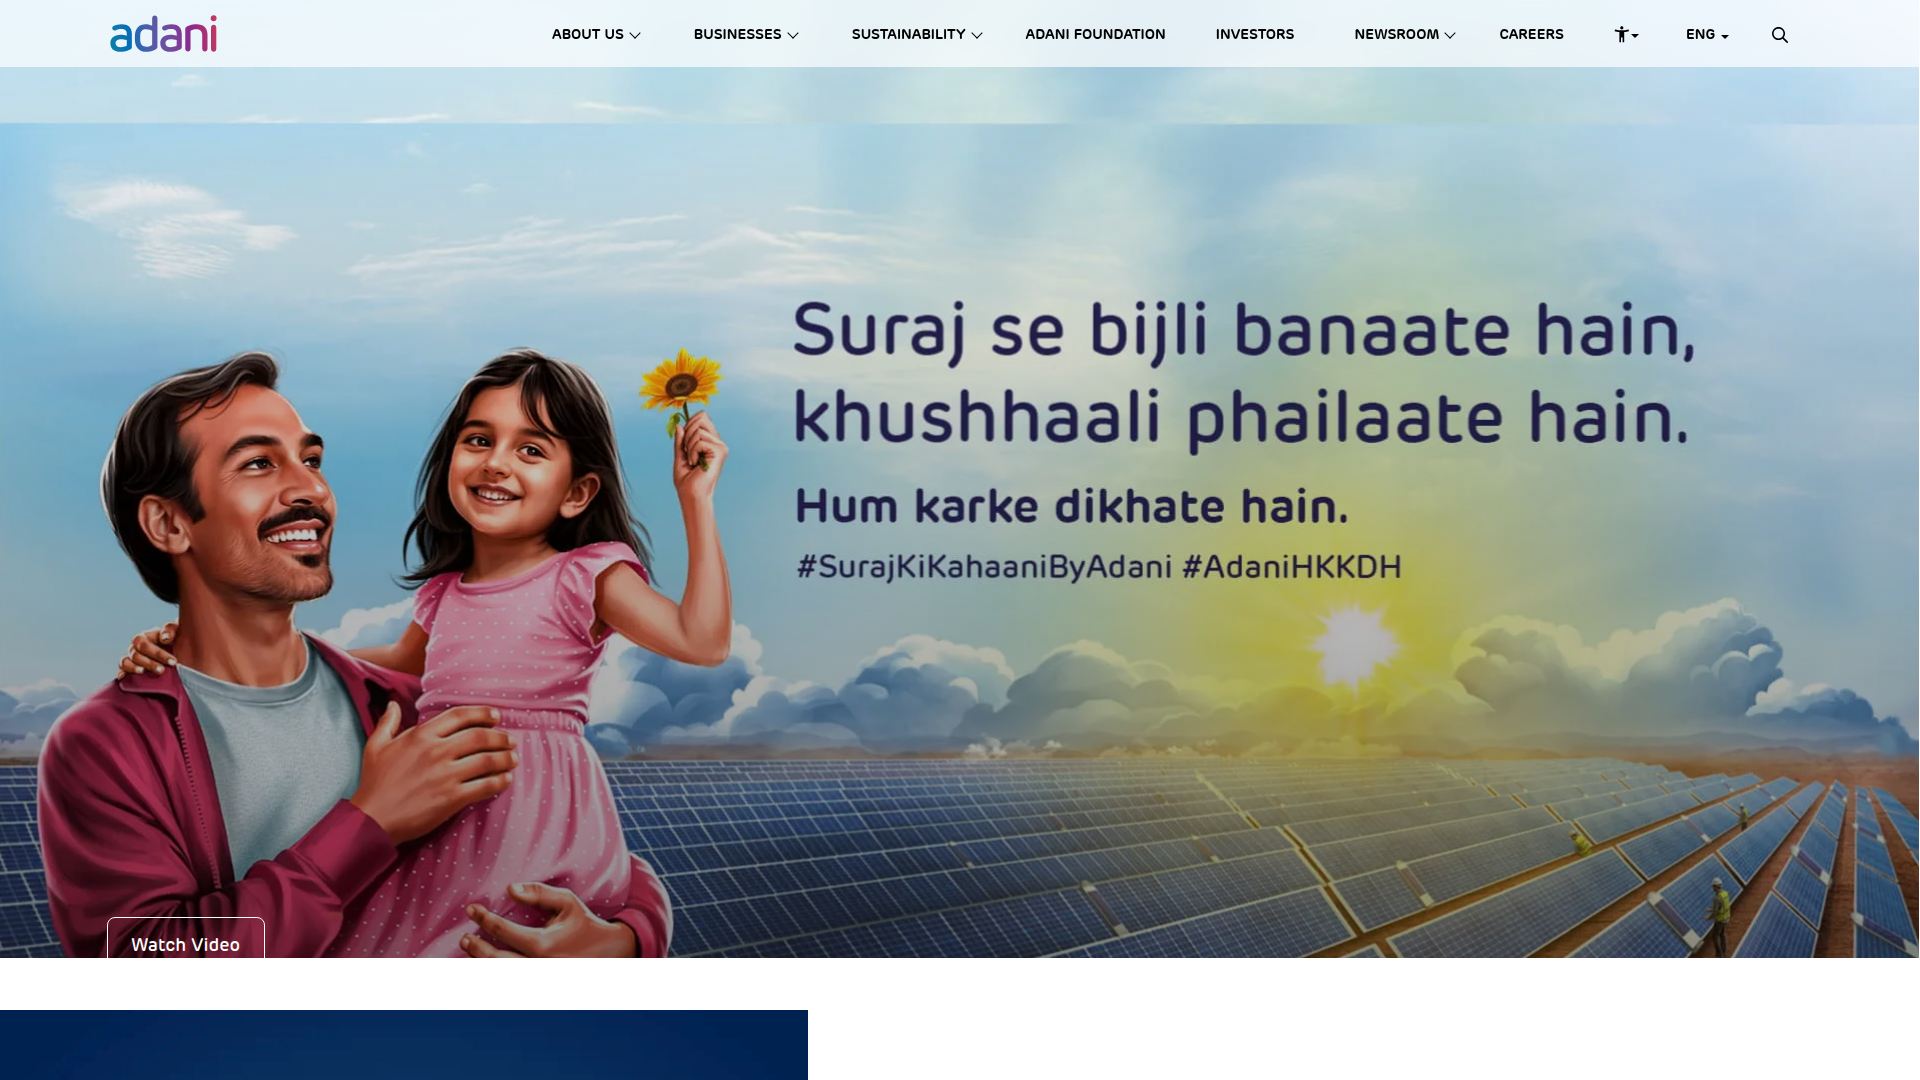 adani
ABOUT US
BUSINESSES
SUSTAINABILITY
ADANI FOUNDATION
INVESTORS
NEWSROOM
CAREERS
ENG
Suraj se bijli banaate hain,
khushhaali phailaate hain.
Hum karke dikhate hain.
#SurajKiKahaaniByAdani #AdaniHKKDH
Watch Video